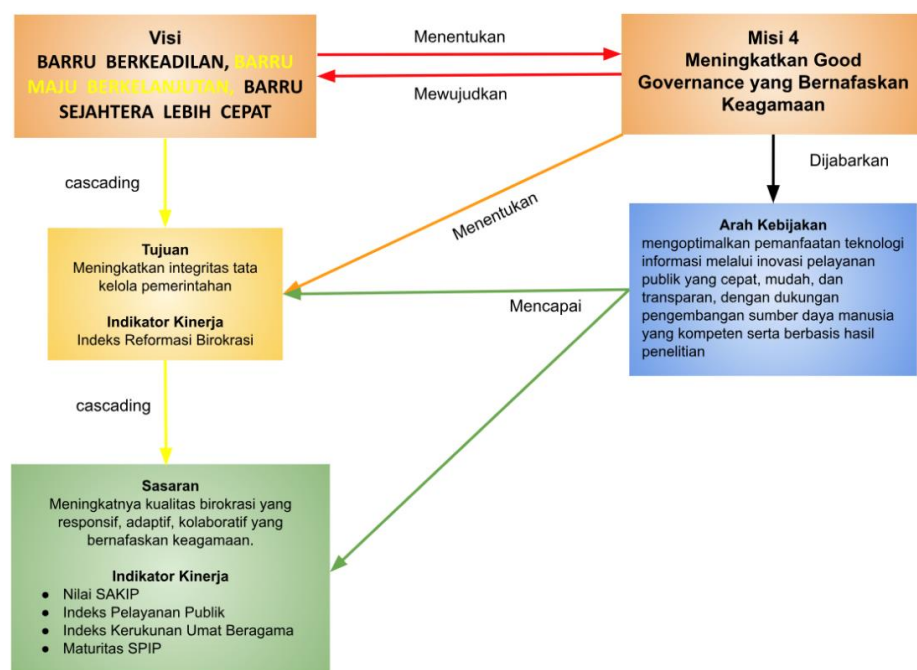 Visi
BARRU BERKEADILAN, BARRU
MAJU BERKELANJUTAN, BARRU
SEJAHTERA LEBIH CEPAT
Menentukan
Mewujudkan
Misi 4
Meningkatkan Good
Governance yang Bernafaskan
Keagamaan
cascading
Menentukan
Dijabarkan
Tujuan
Meningkatkan integritas tata
kelola pemerintahan
Indikator Kinerja
Indeks Reformasi Birokrasi
Mencapai
Arah Kebijakan
mengoptimalkan pemanfaatan teknologi
informasi melalui inovasi pelayanan
publik yang cepat, mudah, dan
transparan, dengan dukungan
pengembangan sumber daya manusia
yang kompeten serta berbasis hasil
penelitian
cascading
Sasaran
Meningkatnya kualitas birokrasi yang
responsif, adaptif, kolaboratif yang
bernafaskan keagamaan.
Indikator Kinerja
● Nilai SAKIP
● Indeks Pelayanan Publik
● Indeks Kerukunan Umat Beragama
● Maturitas SPIP